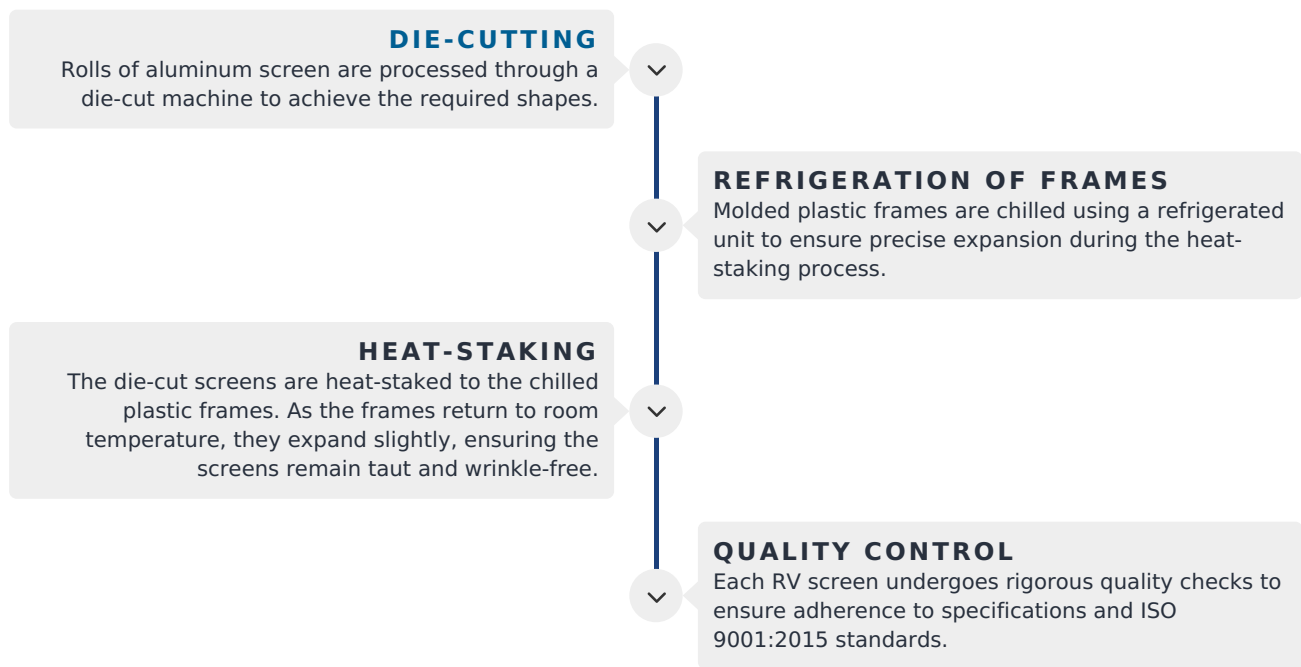 DIE-CUTTING
Rolls of aluminum screen are processed through a
die-cut machine to achieve the required shapes.
REFRIGERATION OF FRAMES
Molded plastic frames are chilled using a refrigerated
unit to ensure precise expansion during the heat-
staking process.
HEAT-STAKING
The die-cut screens are heat-staked to the chilled
plastic frames. As the frames return to room
temperature, they expand slightly, ensuring the
screens remain taut and wrinkle-free.
QUALITY CONTROL
Each RV screen undergoes rigorous quality checks to
ensure adherence to specifications and ISO
9001:2015 standards.